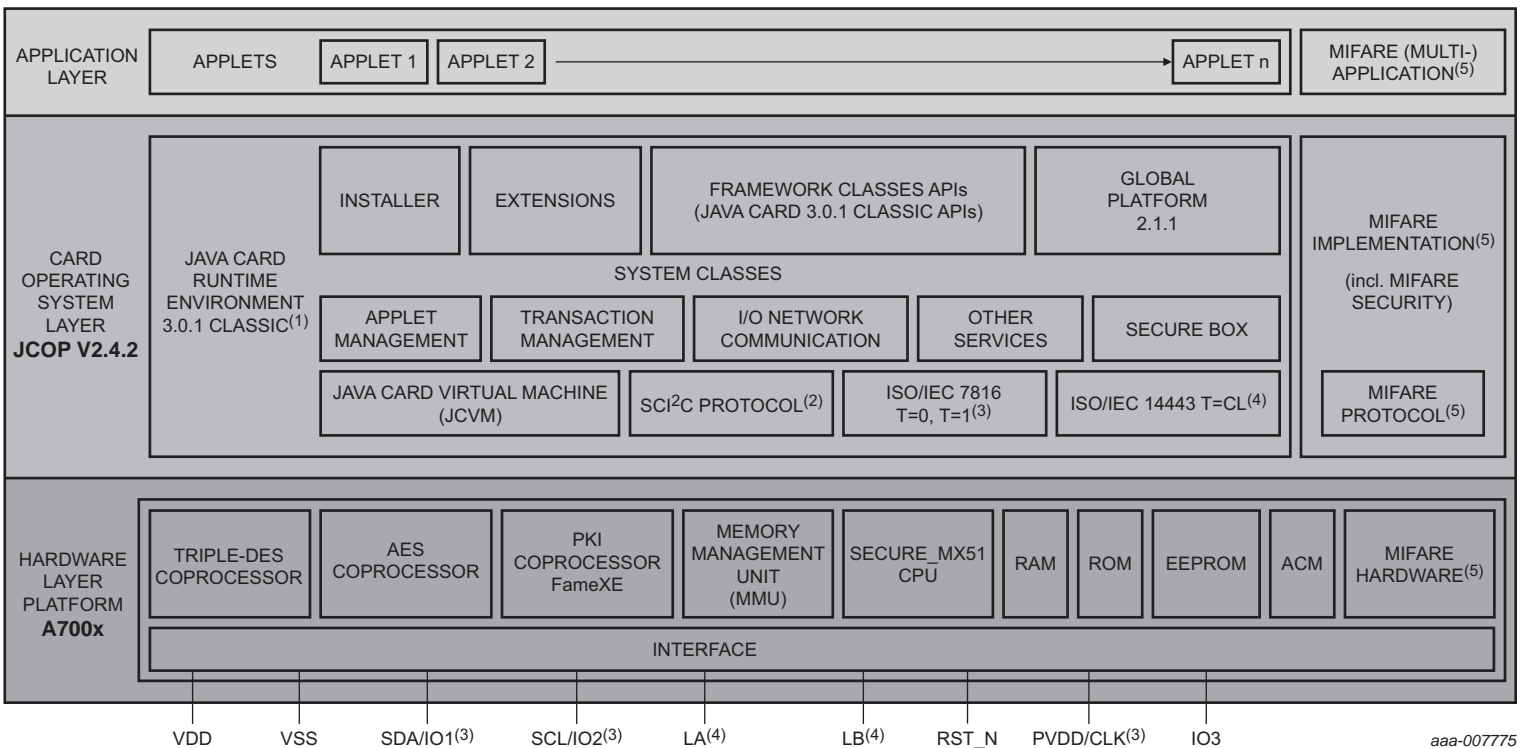 APPLICATION
LAYER
APPLETS
APPLET 1
APPLET 2
APPLET n
MIFARE (MULTI-)
APPLICATION(5)
CARD
OPERATING
SYSTEM
LAYER
JCOP V2.4.2
JAVA CARD
RUNTIME
ENVIRONMENT
3.0.1 CLASSIC(1)
INSTALLER
EXTENSIONS
FRAMEWORK CLASSES APIs
(JAVA CARD 3.0.1 CLASSIC APIs)
GLOBAL
PLATFORM
2.1.1
SYSTEM CLASSES
APPLET
MANAGEMENT
TRANSACTION
MANAGEMENT
I/O NETWORK
COMMUNICATION
OTHER
SERVICES
SECURE BOX
JAVA CARD VIRTUAL MACHINE
(JCVM)
SCI2C PROTOCOL(2)
ISO/IEC 7816
T=0, T=1(3)
ISO/IEC 14443 T=CL(4)
MIFARE
IMPLEMENTATION(5)
(incl. MIFARE
SECURITY)
MIFARE
PROTOCOL(5)
HARDWARE
LAYER
PLATFORM
A700x
TRIPLE-DES
COPROCESSOR
AES
COPROCESSOR
PKI
COPROCESSOR
FameXE
MEMORY
MANAGEMENT
UNIT
(MMU)
SECURE_MX51
CPU
RAM
ROM
EEPROM
ACM
MIFARE
HARDWARE(5)
INTERFACE
VDD
VSS
SDA/IO1(3)
SCL/IO2(3)
LA(4)
LB(4)
RST_N
PVDD/CLK(3)
IO3
aaa-007775